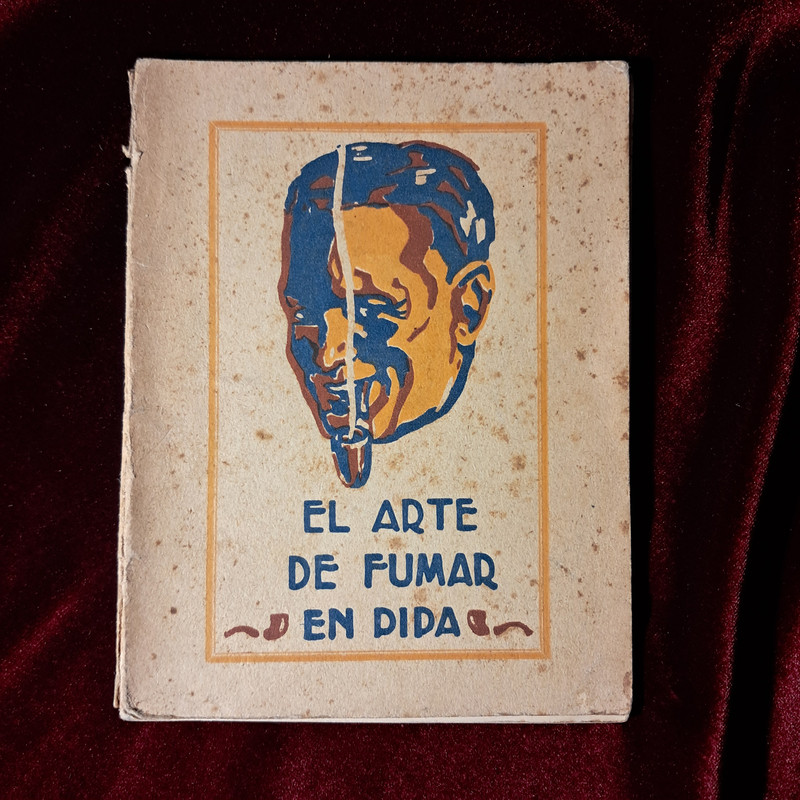 EL ARTE
DE FUMAR
EN PIPA